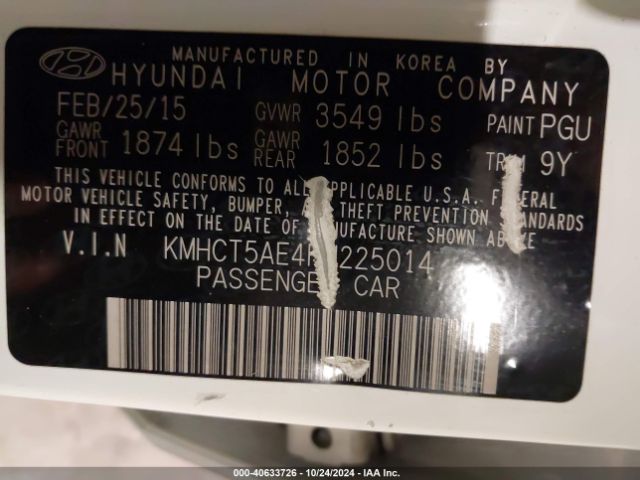 MANUFACTURED IN KOREA BY
HYUNDAI MOTOR COMPANY
FEB/25/15 GVWR 3549 lbs PAINT PGU
GAWR FRONT 1874 lbs GAWR REAR 1852 lbs TRIM 9Y
THIS VEHICLE CONFORMS TO ALL APPLICABLE U.S.A. FEDERAL
MOTOR VEHICLE SAFETY, BUMPER, THEFT PREVENTION STANDARDS
IN EFFECT ON THE DATE OF MANUFACTURE SHOWN ABOVE.
V.I.N KMHCT5AE4 225014
PASSENGER CAR
000-40633726 - 10/24/2024 - IAA Inc.